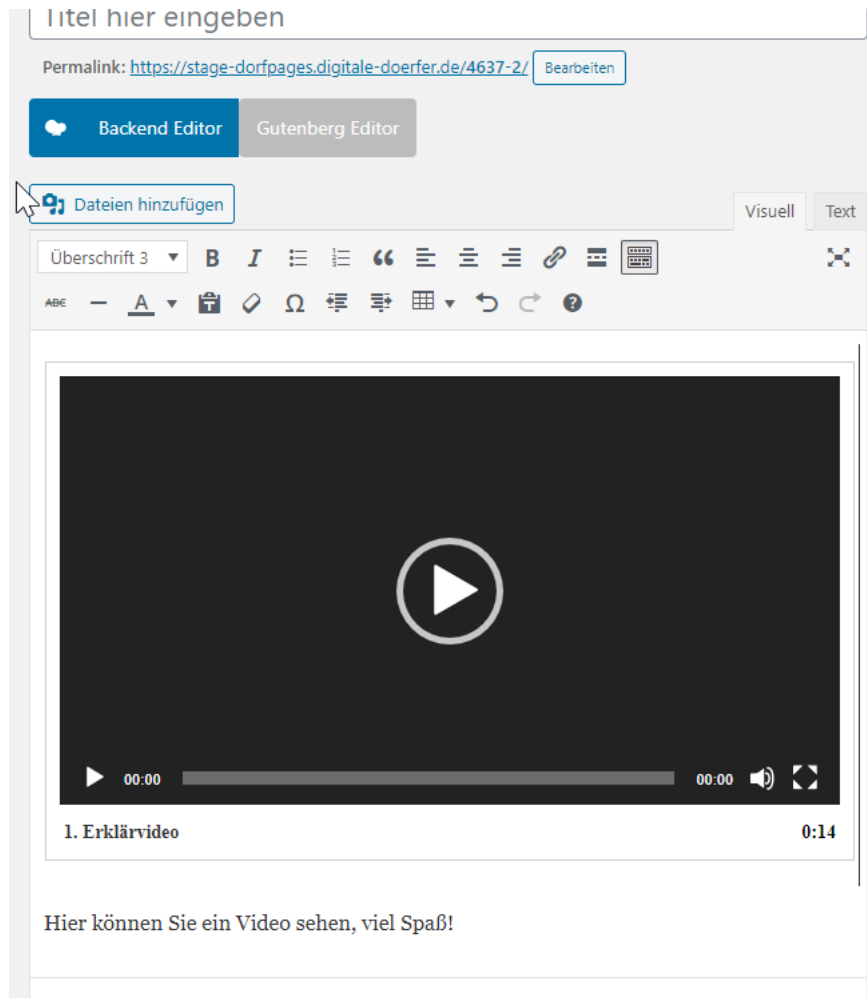 Titel hier eingeben
Permalink: https://stage-dorfpages.digitale-doerfer.de/4637-2/ Bearbeiten
Backend Editor Gutenberg Editor
Dateien hinzufügen
Visuell Text
Überschrift 3 B I
ABC A Ω
00:00 00:00
1. Erklärvideo 0:14
Hier können Sie ein Video sehen, viel Spaß!